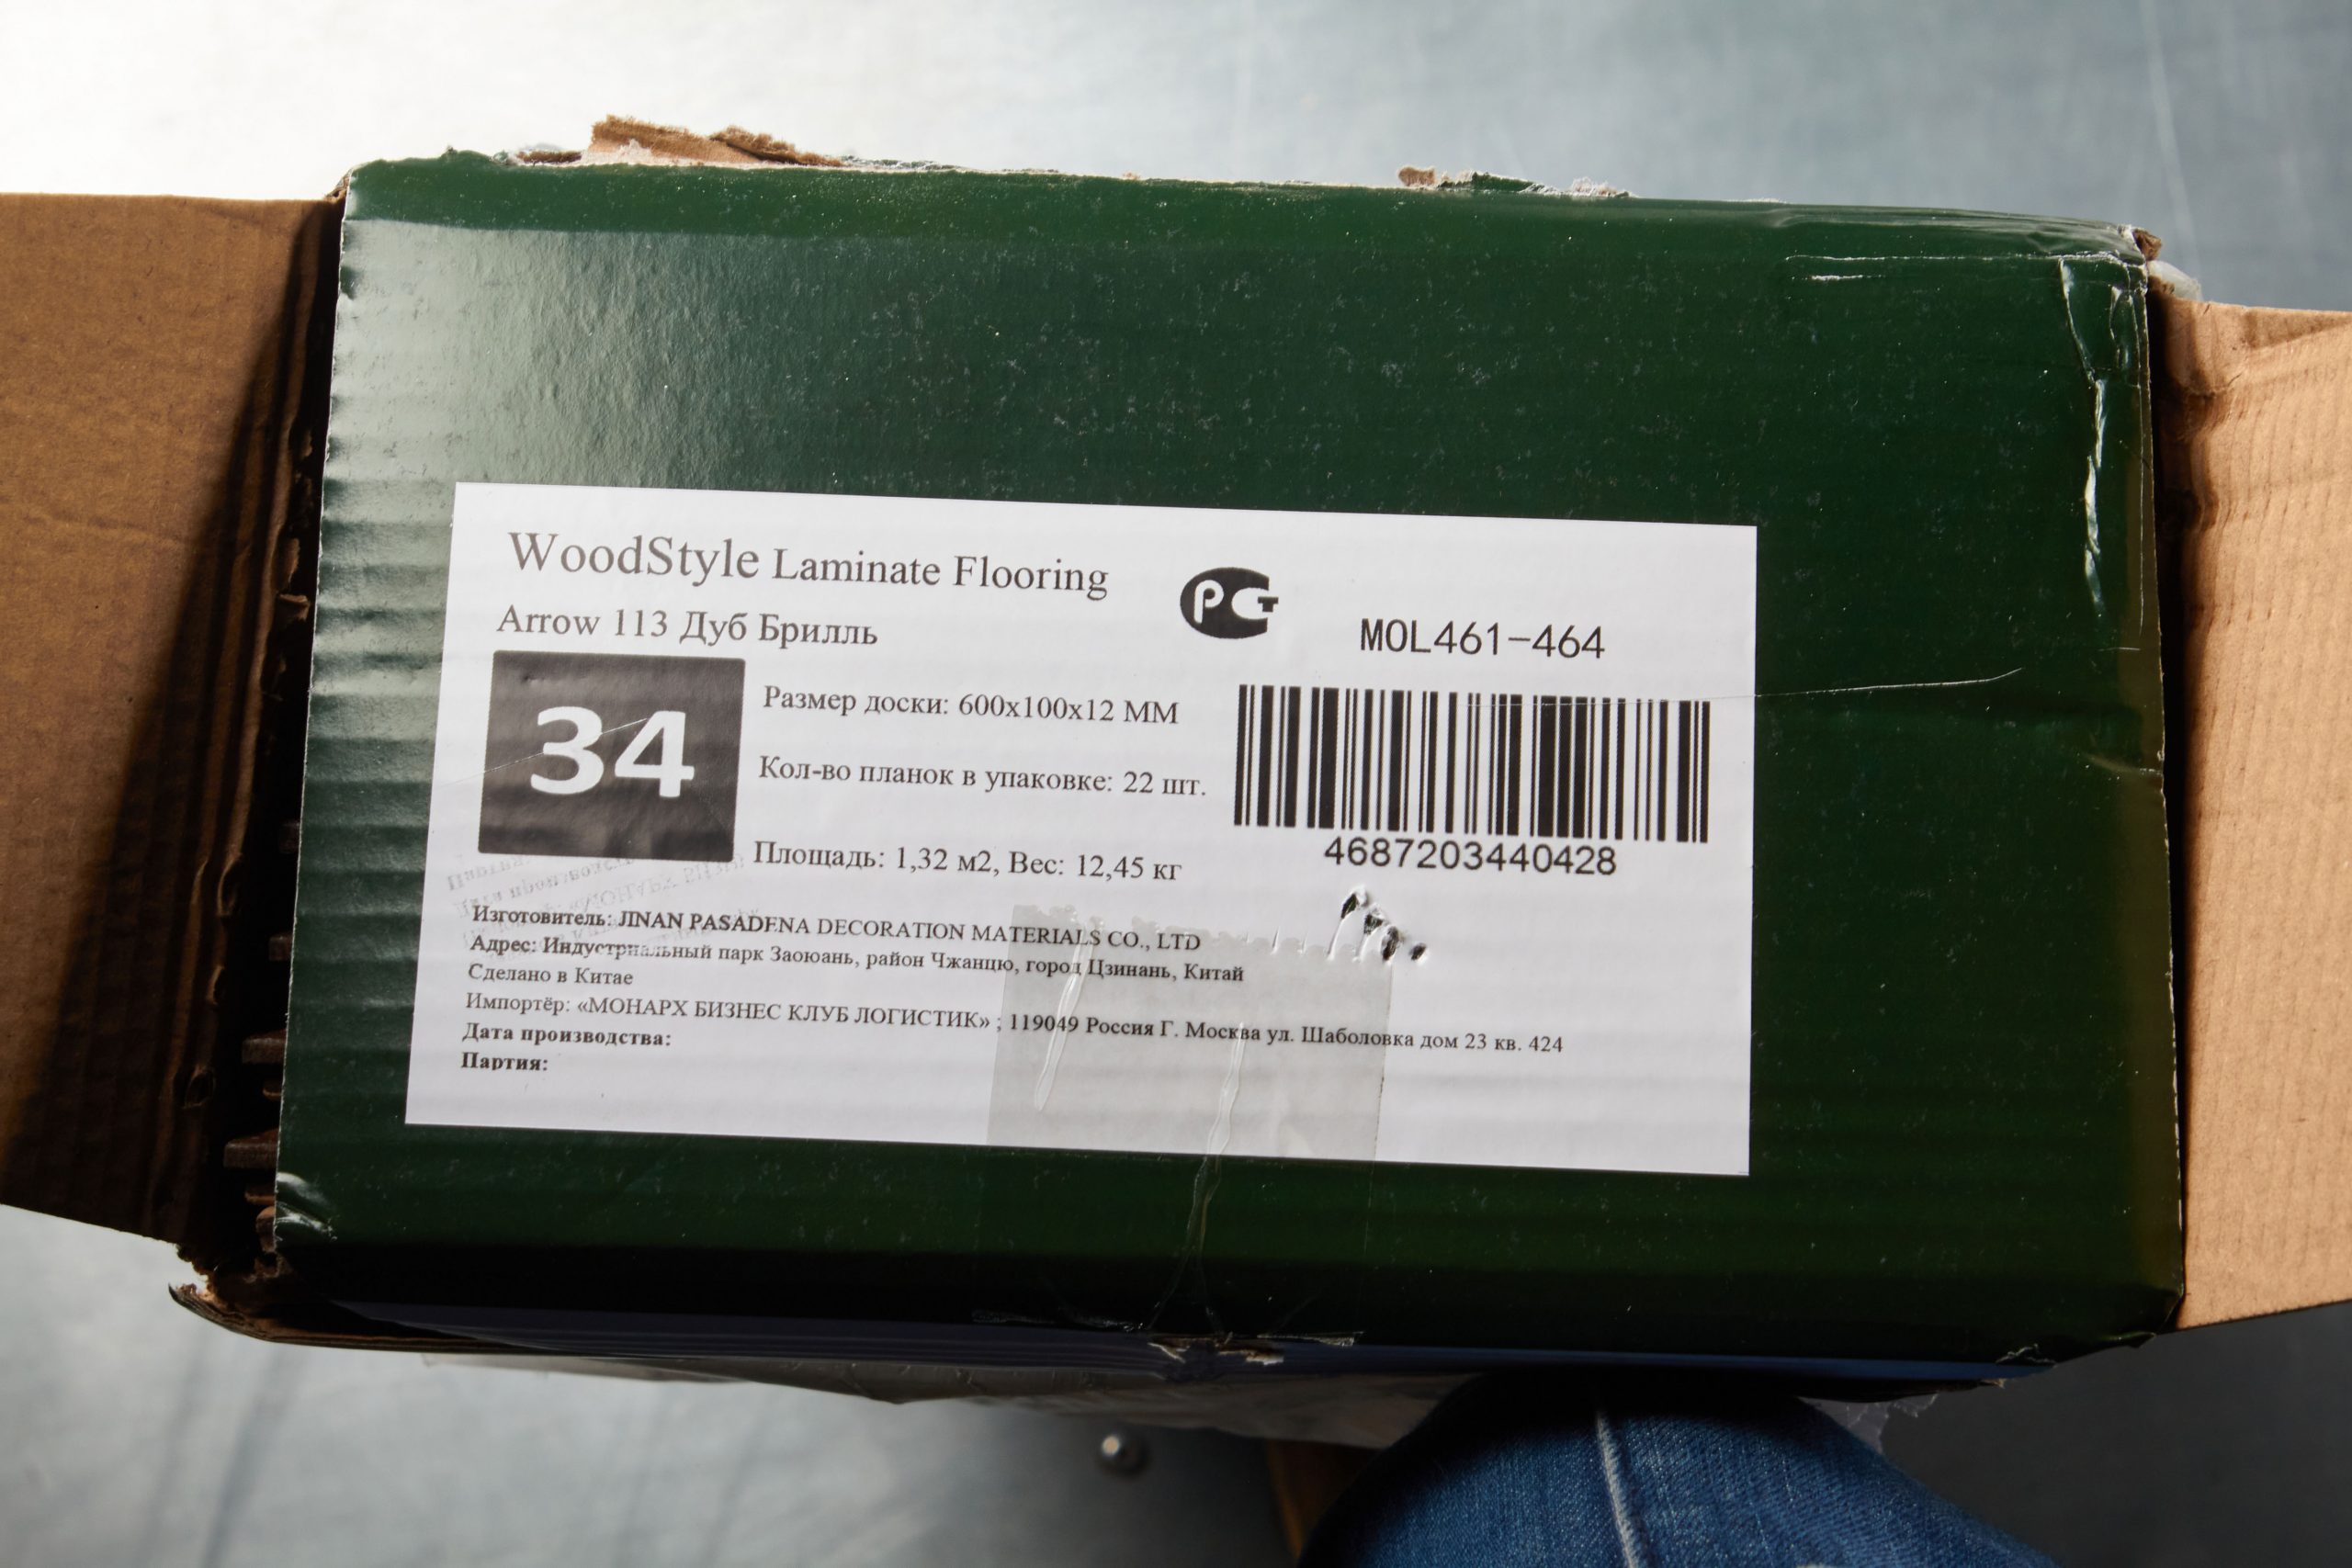 WoodStyle Laminate Flooring
Arrow 113 Дуб Брилль
РСТ
MOL461-464
34
Размер доски: 600х100х12 ММ
Кол-во планок в упаковке: 22 шт.
Площадь: 1,32 м2, Вес: 12,45 кг
4687203440428
Изготовитель: JINAN PASADENA DECORATION MATERIALS CO., LTD
Адрес: Индустриальный парк Заоюань, район Чжанцю, город Цзинань, Китай
Сделано в Китае
Импортёр: «МОНАРХ БИЗНЕС КЛУБ ЛОГИСТИК» ; 119049 Россия Г. Москва ул. Шаболовка дом 23 кв. 424
Дата производства:
Партия: